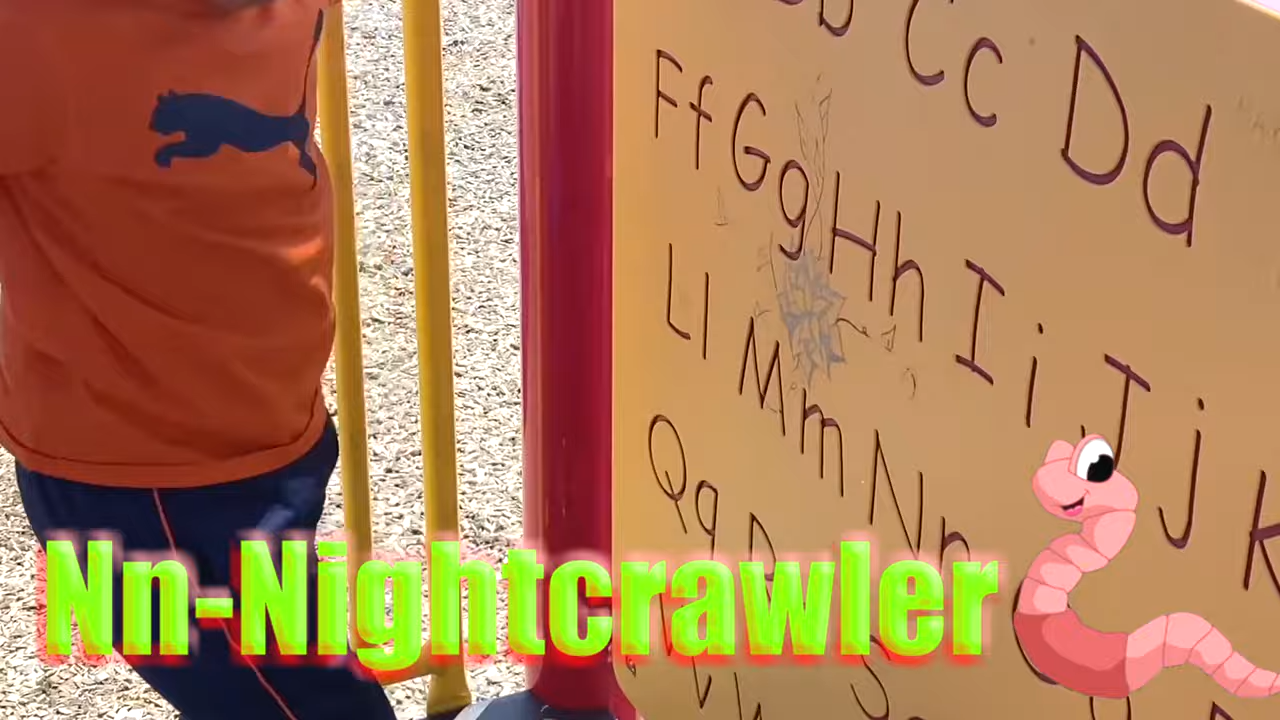 Cc Dd
Ff Gg Hh Ii Jj K
Ll Mm Nn
Qq
Nn-Nightcrawler